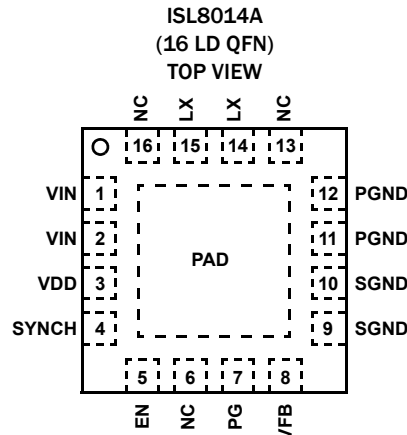 ISL8014A
(16 LD QFN)
TOP VIEW
NC
LX
LX
NC
16
15
14
13
VIN
1
12
PGND
VIN
2
11
PGND
PAD
VDD
3
10
SGND
SYNCH
4
9
SGND
5
6
7
8
EN
NC
PG
VFB